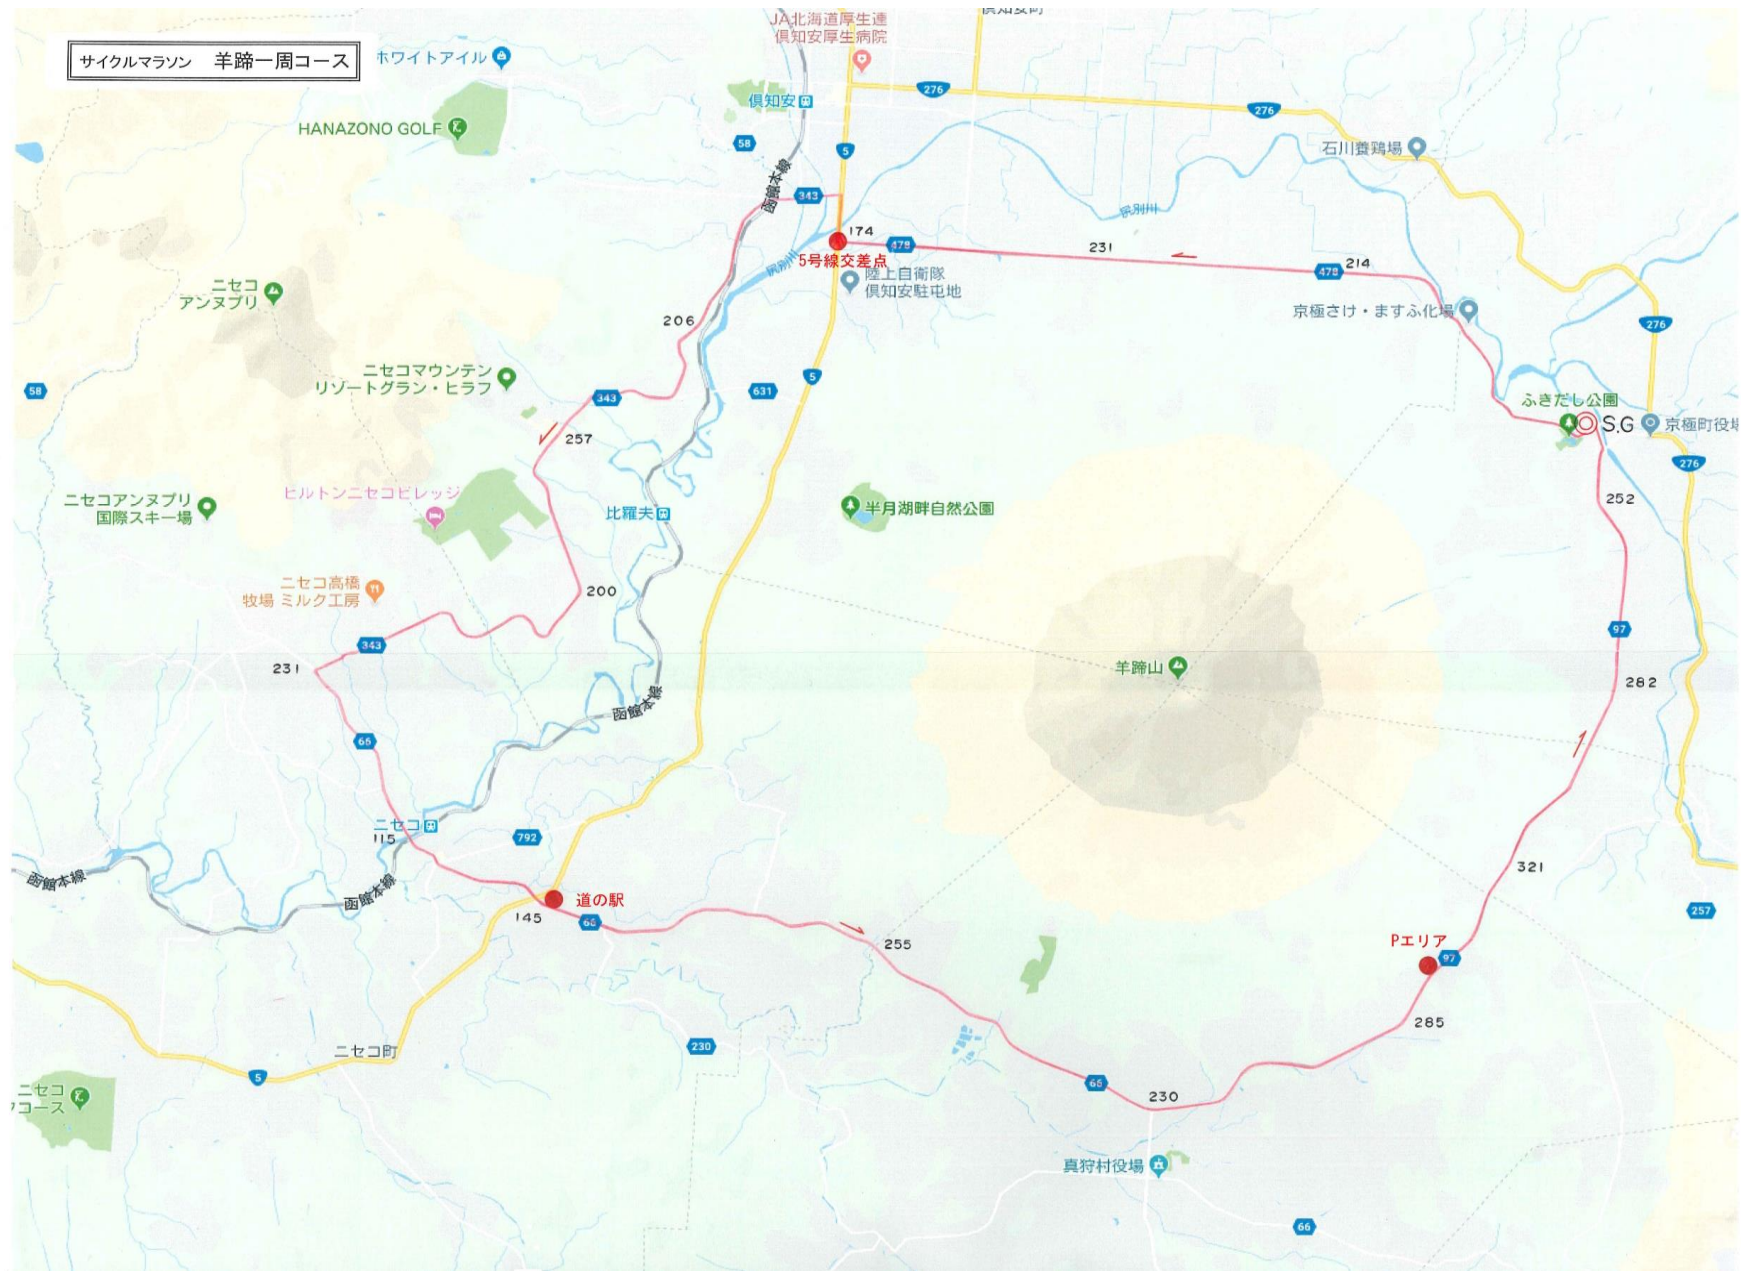 倶知安町
JA北海道厚生連
倶知安厚生病院
サイクルマラソン　羊蹄一周コース
ホワイトアイル
276
倶知安
276
HANAZONO GOLF
58
5
石川養鶏場
函館本線
343
尻別川
174
478
231
5号線交差点
尻別川
478
214
陸上自衛隊
倶知安駐屯地
ニセコ
アンヌプリ
京極さけ・ますふ化場
206
276
ニセコマウンテン
リゾートグラン・ヒラフ
5
58
343
631
ふきだし公園
S.G
京極町役場
257
276
ヒルトンニセコビレッジ
252
ニセコアンヌプリ
国際スキー場
比羅夫
半月湖畔自然公園
ニセコ高橋
牧場 ミルク工房
200
97
343
231
羊蹄山
282
函館本線
66
ニセコ
115
792
函館本線
函館本線
321
道の駅
145
66
257
255
Pエリア
97
285
230
ニセコ町
5
66
ニセコ
コース
230
真狩村役場
66